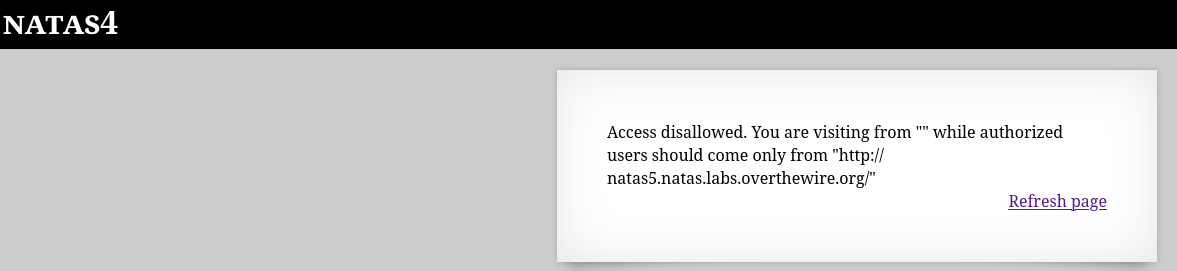 NATAS4
Access disallowed. You are visiting from "" while authorized
users should come only from "http://
natas5.natas.labs.overthewire.org/"
Refresh page